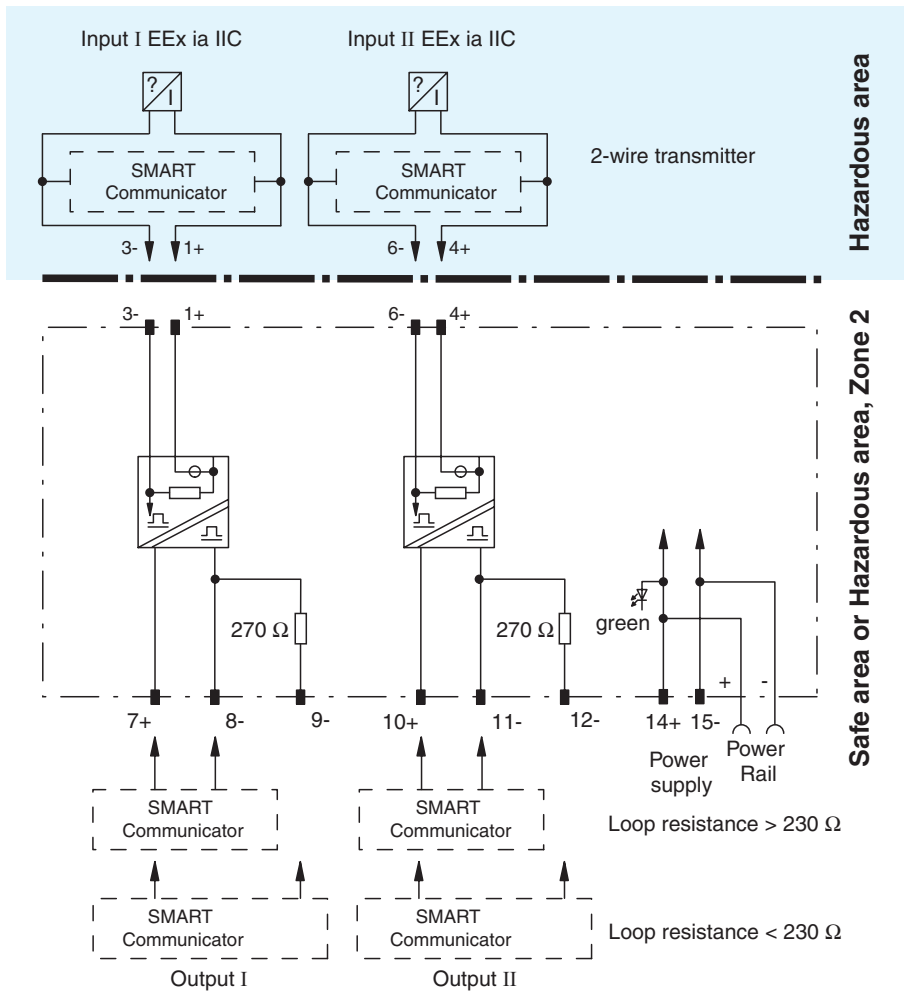 Input I EEx ia IIC
Input II EEx ia IIC
? I
? I
2-wire transmitter
SMART
Communicator
SMART
Communicator
3- 1+
6- 4+
Hazardous area
3- 1+
6- 4+
270 Ω
270 Ω
green
+ -
7+ 8- 9-
10+ 11- 12-
14+ 15-
Power
supply
Power
Rail
Safe area or Hazardous area, Zone 2
SMART
Communicator
SMART
Communicator
Loop resistance > 230 Ω
SMART
Communicator
SMART
Communicator
Loop resistance < 230 Ω
Output I
Output II